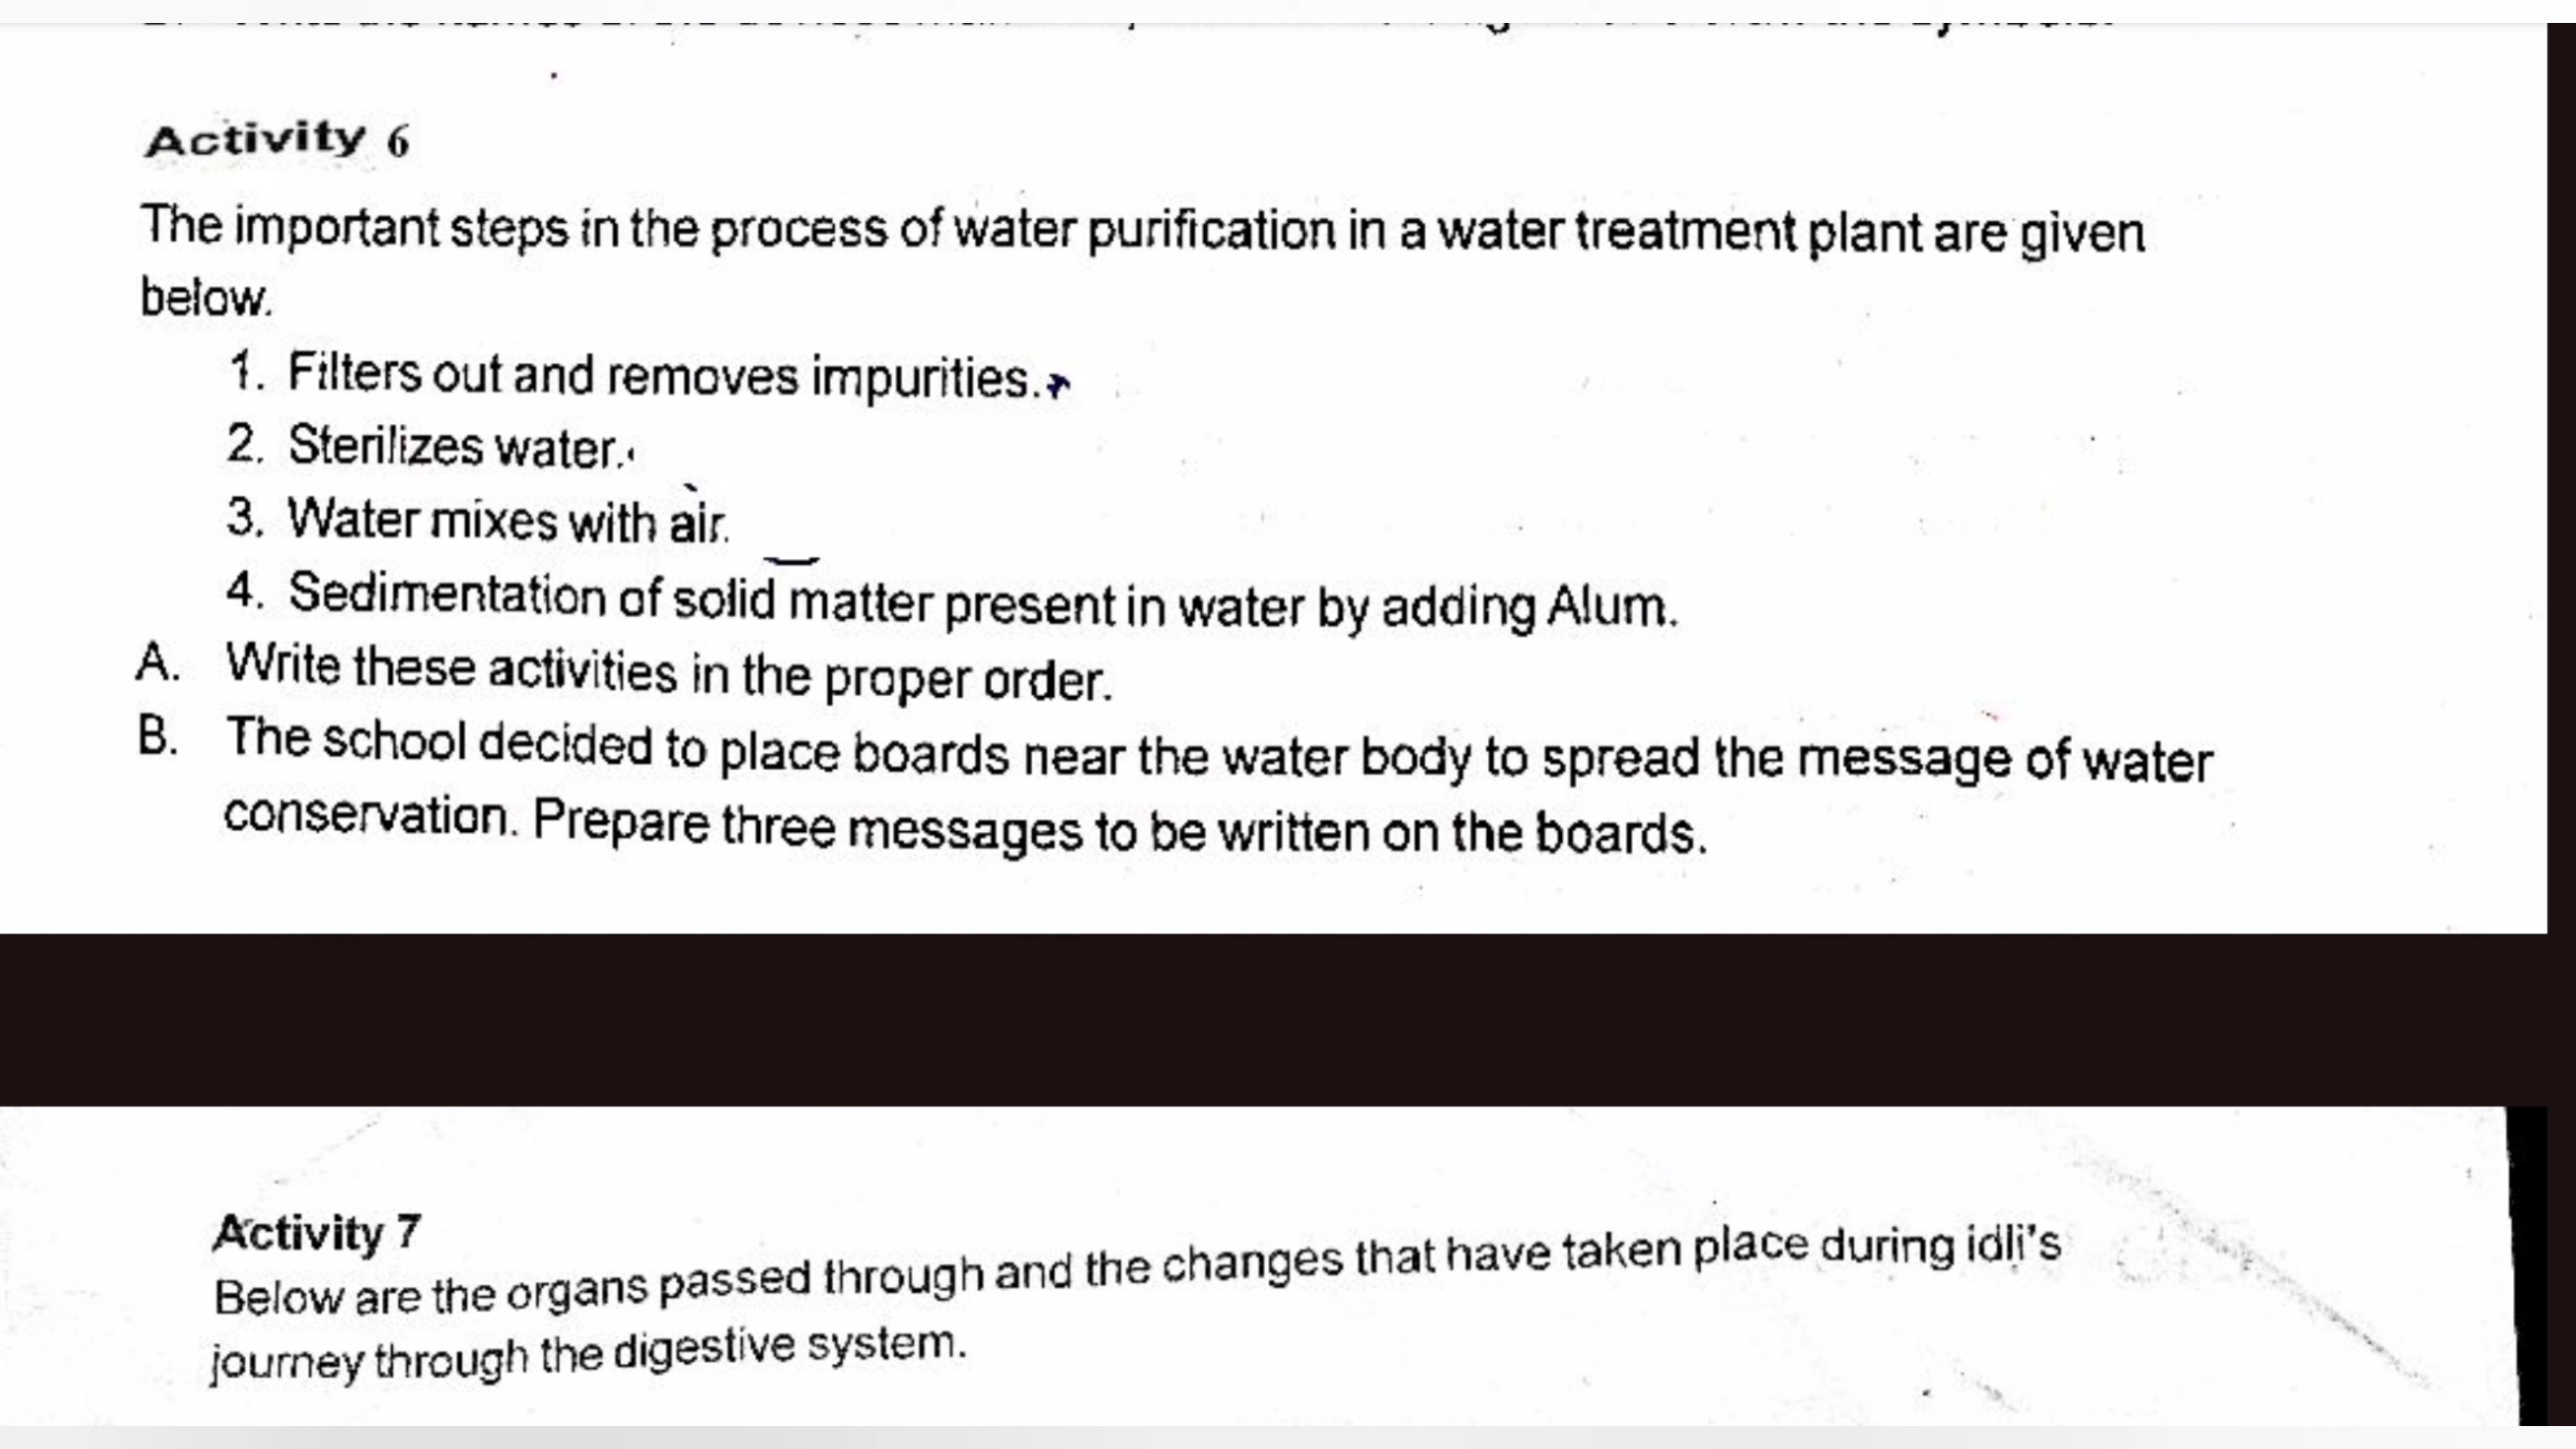 Activity 6
The important steps in the process of water purification in a water treatment plant are given
below.
1. Filters out and removes impurities.
2. Sterilizes water.
3. Water mixes with air.
4. Sedimentation of solid matter present in water by adding Alum.
A. Write these activities in the proper order.
B. The school decided to place boards near the water body to spread the message of water
conservation. Prepare three messages to be written on the boards.
Activity 7
Below are the organs passed through and the changes that have taken place during idli's
journey through the digestive system.